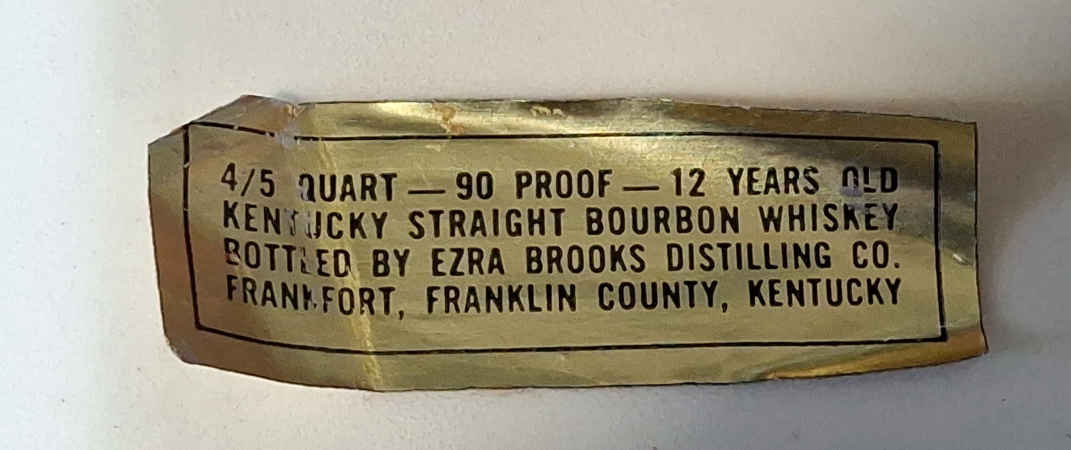 4/5 QUART — 90 PROOF — 12 YEARS OLD
KENTUCKY STRAIGHT BOURBON WHISKEY
BOTTLED BY EZRA BROOKS DISTILLING CO.
FRANKFORT, FRANKLIN COUNTY, KENTUCKY